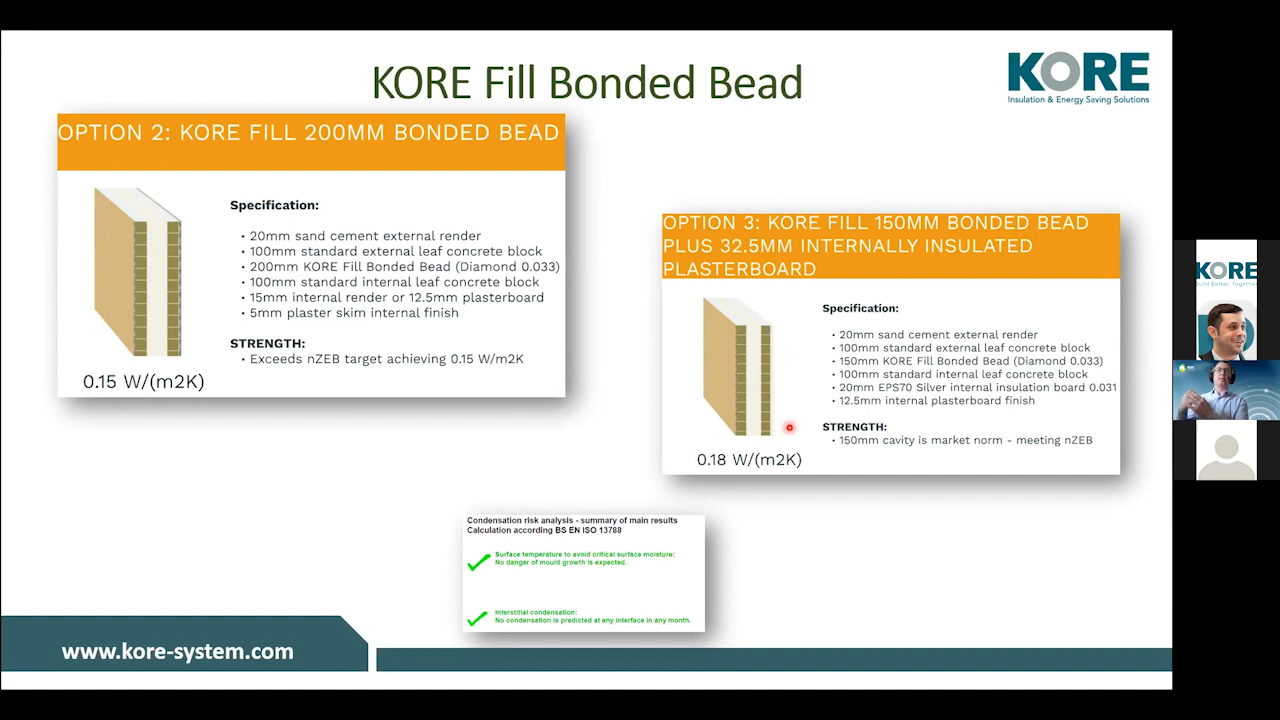 KORE Fill Bonded Bead
KORE
Insulation & Energy Saving Solutions
OPTION 2: KORE FILL 200MM BONDED BEAD
Specification:
• 20mm sand cement external render
• 100mm standard external leaf concrete block
• 200mm KORE Fill Bonded Bead (Diamond 0.033)
• 100mm standard internal leaf concrete block
• 15mm internal render or 12.5mm plasterboard
• 5mm plaster skim internal finish
STRENGTH:
• Exceeds nZEB target achieving 0.15 W/m2K
0.15 W/(m2K)
OPTION 3: KORE FILL 150MM BONDED BEAD
PLUS 32.5MM INTERNALLY INSULATED
PLASTERBOARD
Specification:
• 20mm sand cement external render
• 100mm standard external leaf concrete block
• 150mm KORE Fill Bonded Bead (Diamond 0.033)
• 100mm standard internal leaf concrete block
• 20mm EPS70 Silver internal insulation board 0.031
• 12.5mm internal plasterboard finish
STRENGTH:
• 150mm cavity is market norm - meeting nZEB
0.18 W/(m2K)
Condensation risk analysis - summary of main results
Calculation according BS EN ISO 13788
Surface temperature to avoid critical surface moisture:
No danger of mould growth is expected.
Interstitial condensation:
No condensation is predicted at any interface in any month.
www.kore-system.com
KORE
Build Better. Together